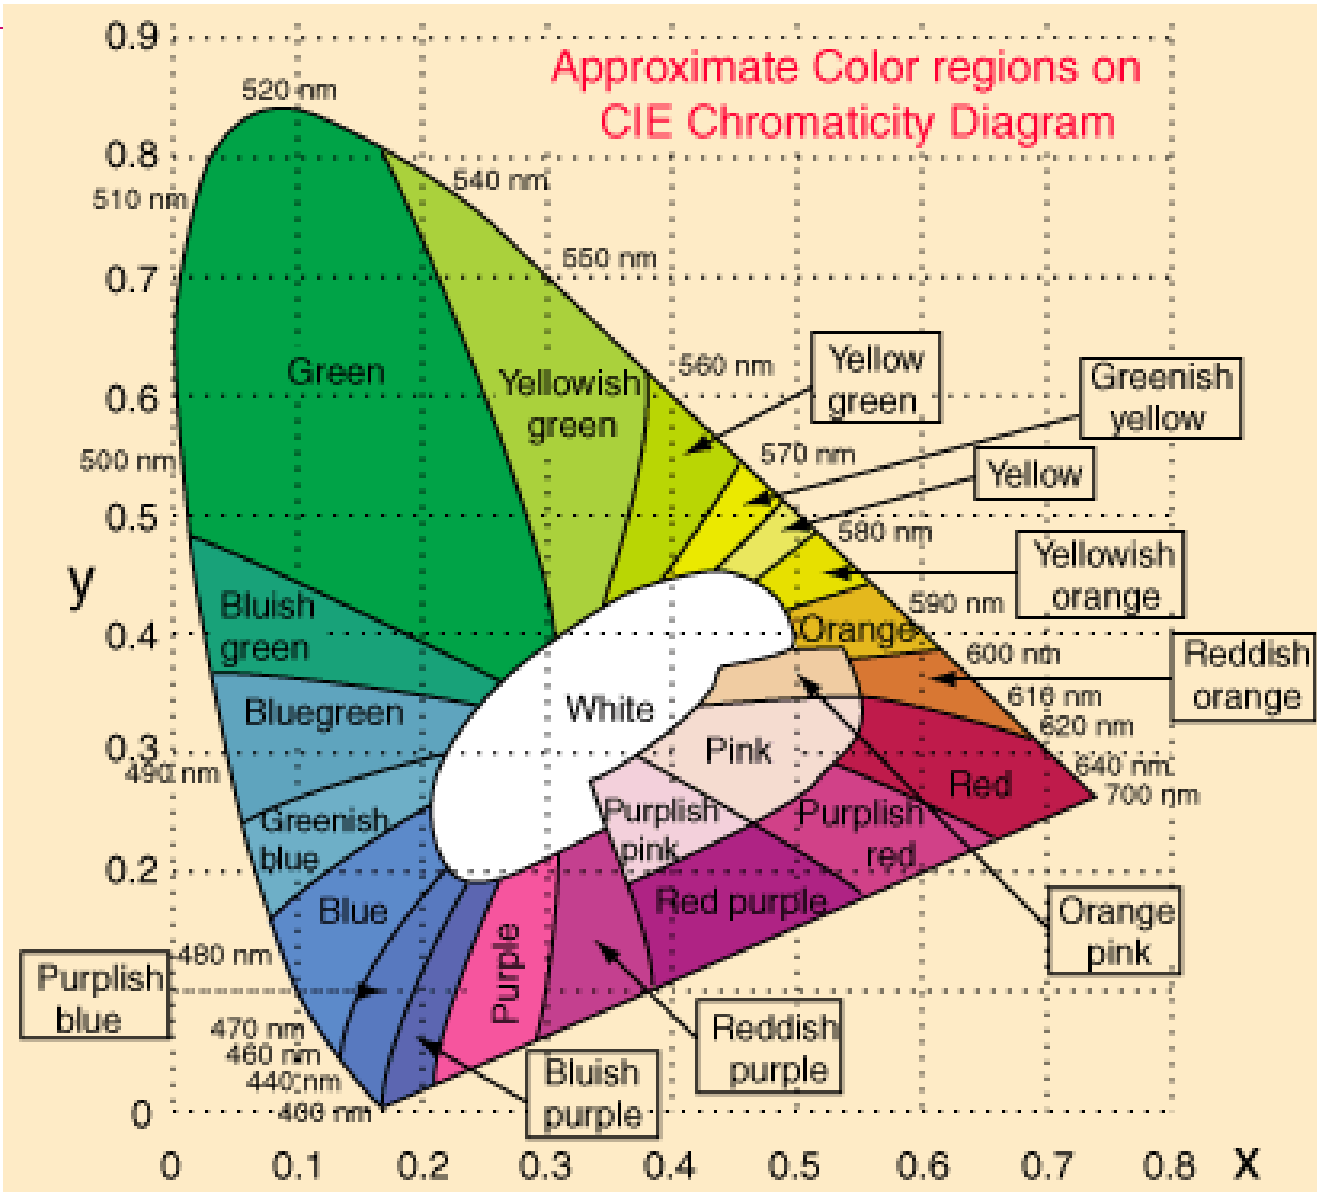 Approximate Color regions on
CIE Chromaticity Diagram
0.9
520 nm
0.8
540 nm
510 nm
550 nm
0.7
Green
Yellowish
green
560 nm
Yellow
green
Greenish
yellow
0.6
500 nm
570 nm
Yellow
0.5
580 nm
Yellowish
orange
y
Bluish
green
590 nm
0.4
Orange
600 nm
Reddish
orange
Bluegreen
White
610 nm
620 nm
0.3
Pink
490 nm
640 nm
Red
700 nm
Greenish
blue
Purplish
pink
Purplish
red
0.2
Blue
Red purple
Orange
pink
480 nm
Purplish
blue
Purple
470 nm
460 nm
440 nm
400 nm
Reddish
purple
Bluish
purple
0
0
0.1
0.2
0.3
0.4
0.5
0.6
0.7
0.8
x